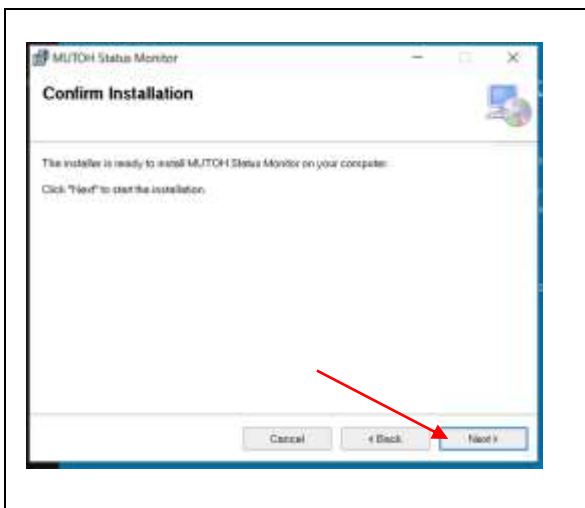 MUTOH Status Monitor
Confirm Installation
The installer is ready to install MUTOH Status Monitor on your computer.
Click "Next" to start the installation.
Cancel
< Back
Next >